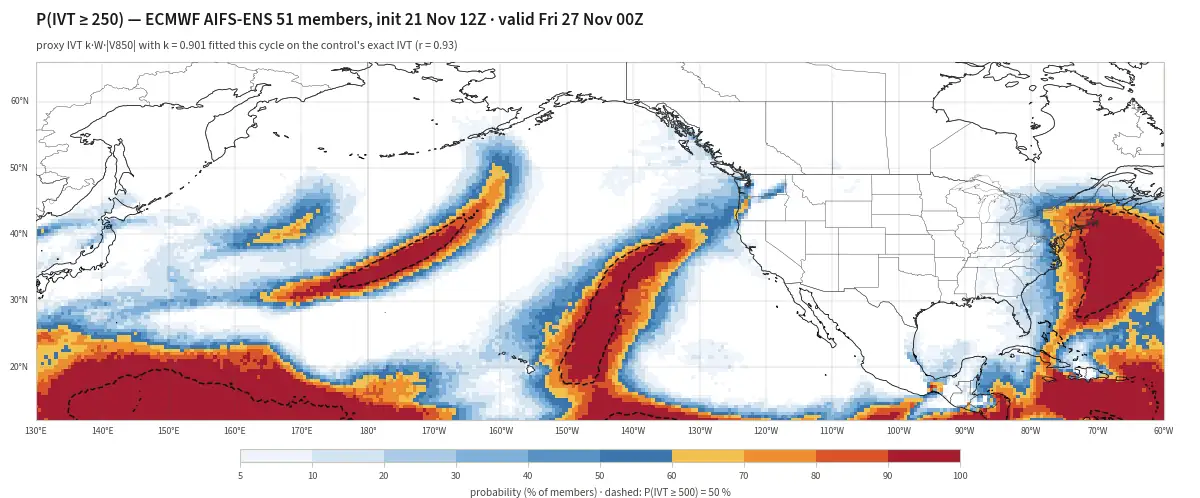 P(IVT ≥ 250) — ECMWF AIFS-ENS 51 members, init 21 Nov 12Z · valid Fri 27 Nov 00Z
proxy IVT k·W·|V850| with k = 0.901 fitted this cycle on the control's exact IVT (r = 0.93)
60°N
50°N
40°N
30°N
20°N
130°E 140°E 150°E 160°E 170°E 180° 170°W 160°W 150°W 140°W 130°W 120°W 110°W 100°W 90°W 80°W 70°W 60°W
5 10 20 30 40 50 60 70 80 90 100
probability (% of members) · dashed: P(IVT ≥ 500) = 50 %